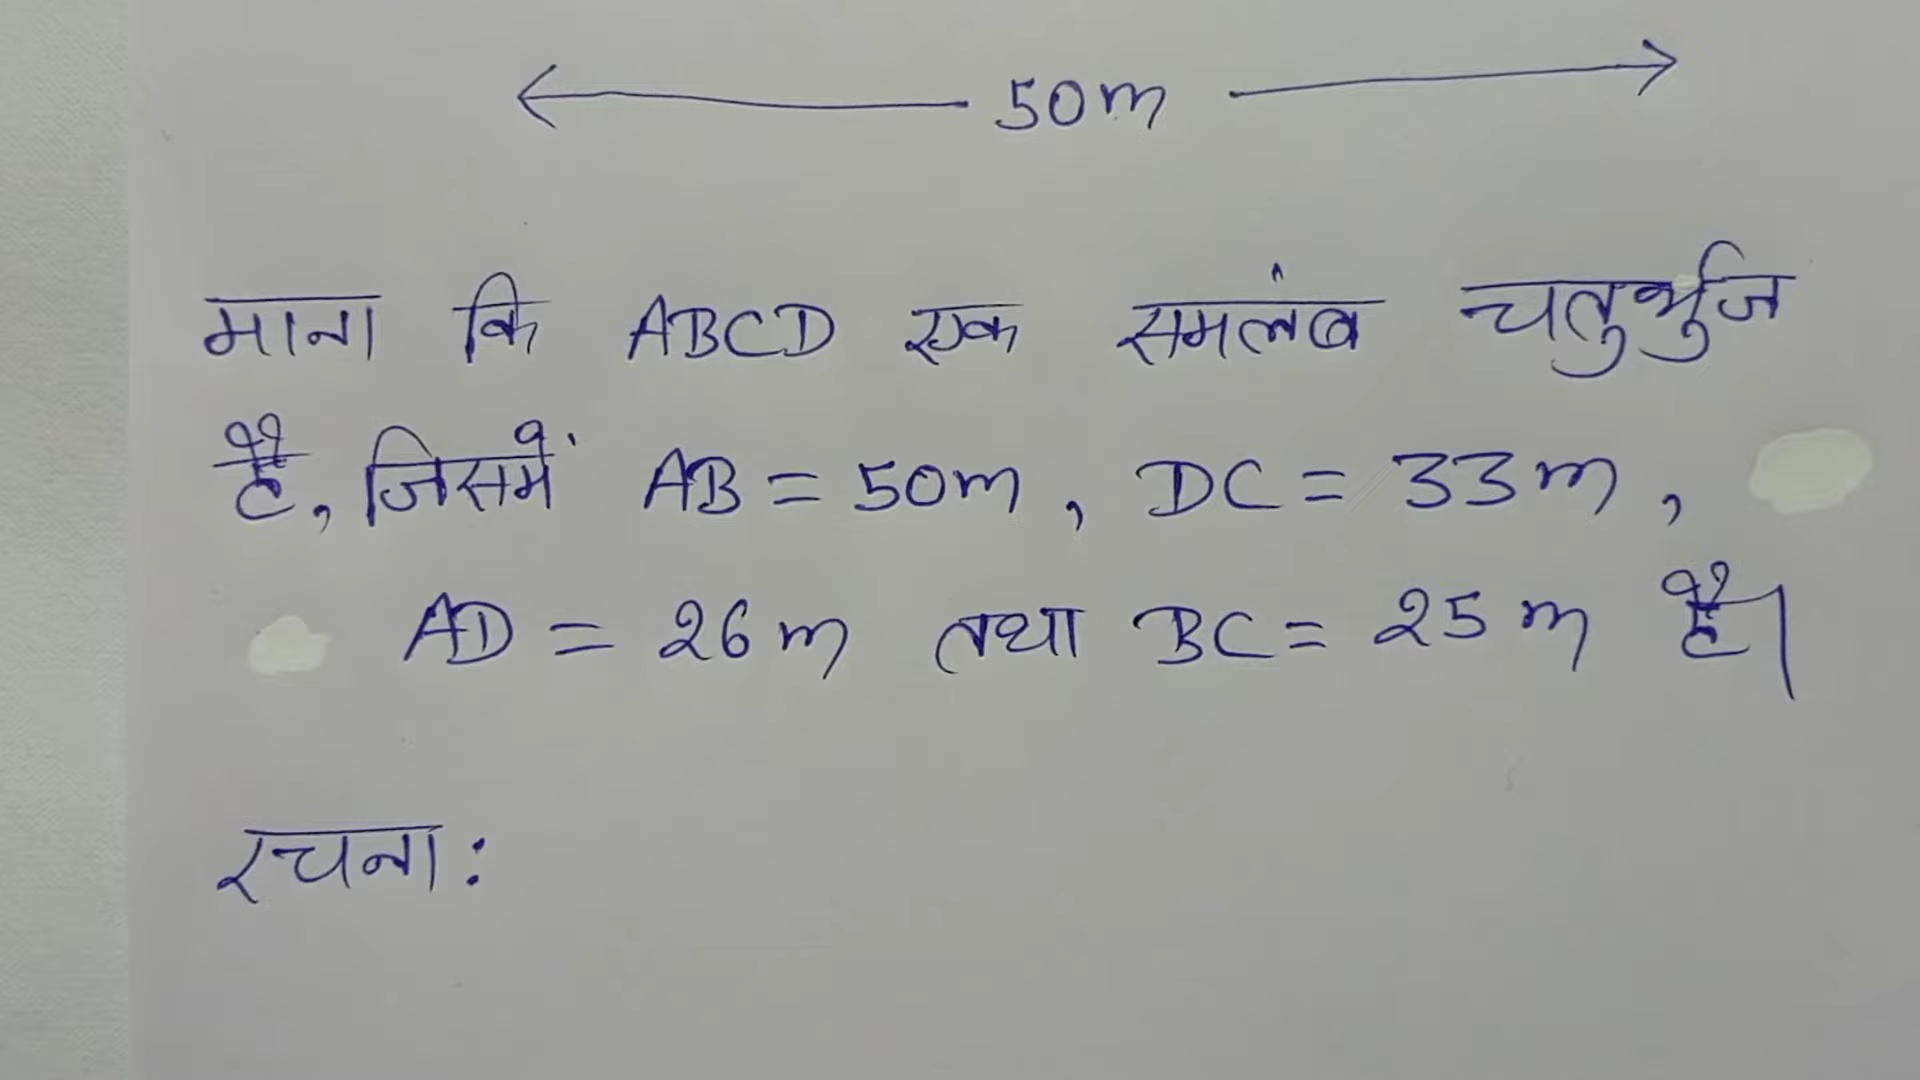 50m
माना कि ABCD एक समलंब चतुर्भुज
है, जिसमें AB = 50m, DC = 33m,
AD = 26m तथा BC = 25m है।
रचना: